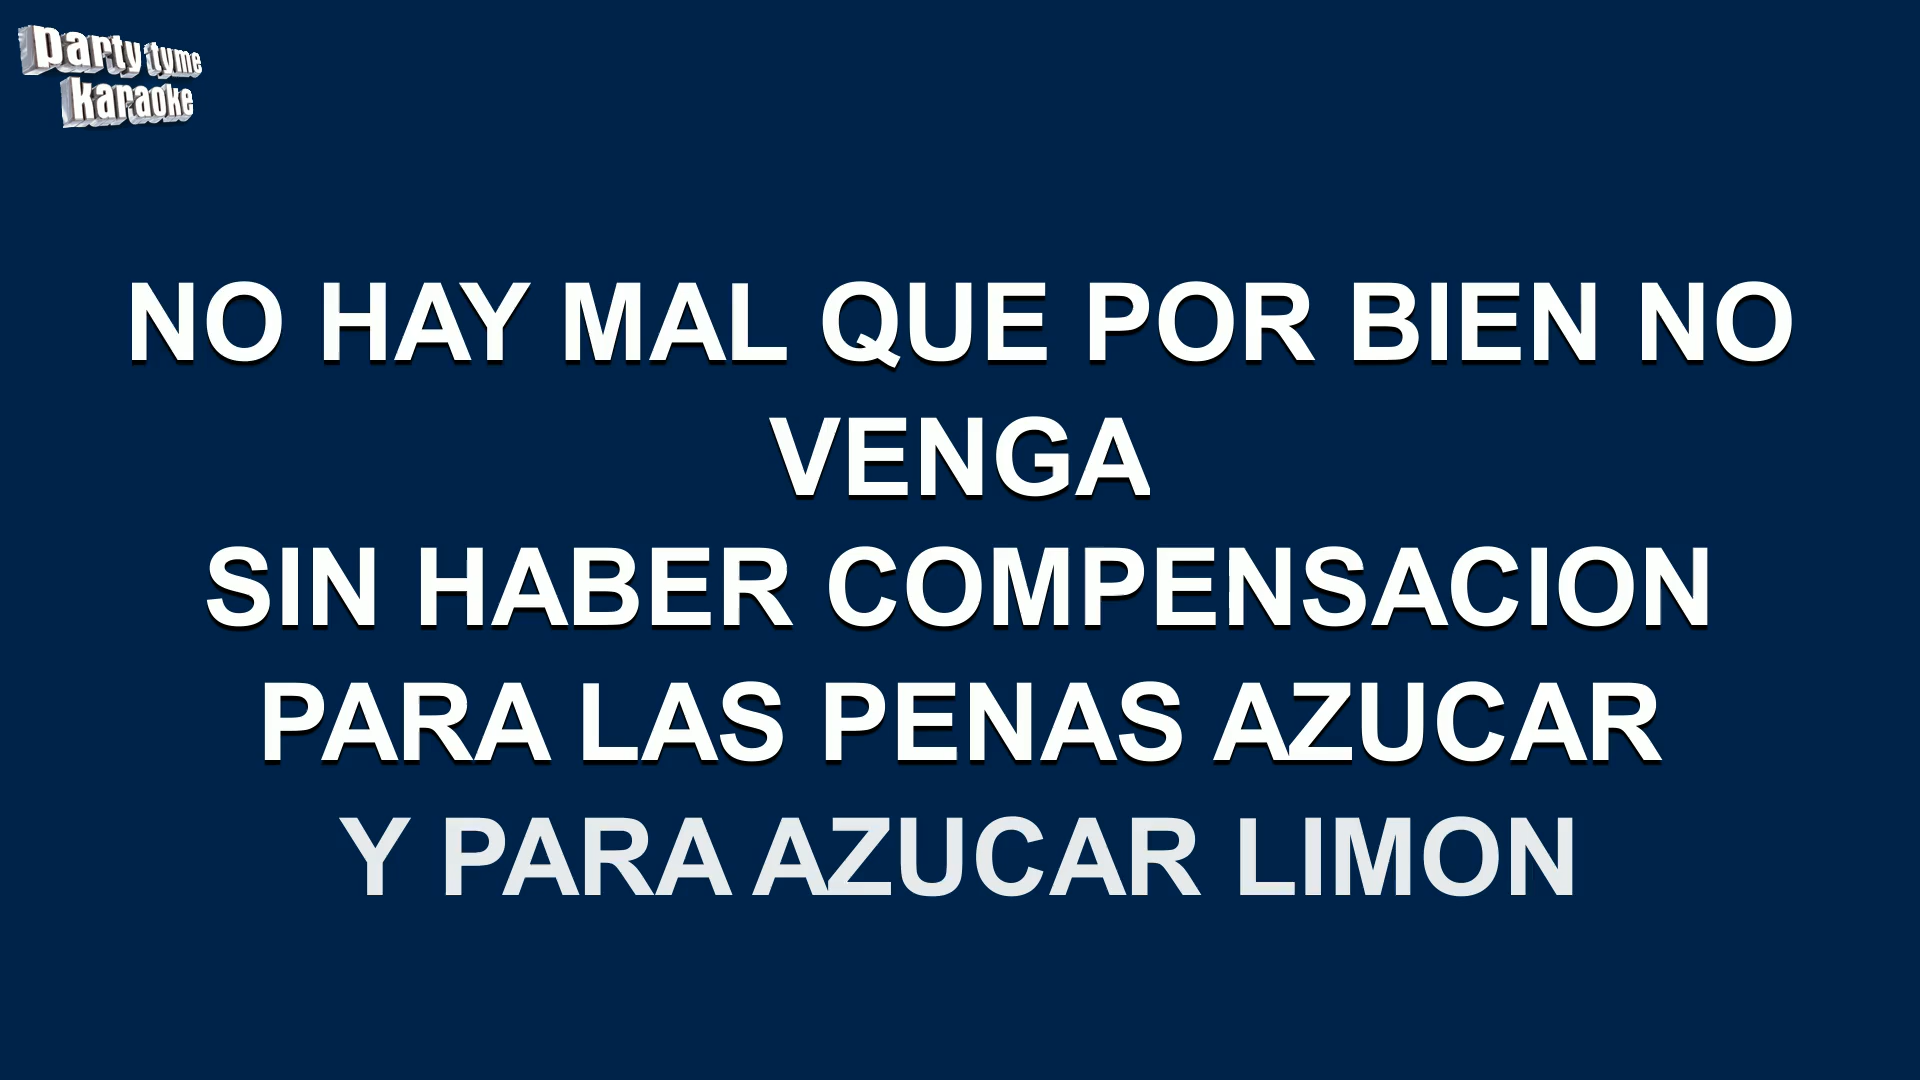 party tyme
karaoke
NO HAY MAL QUE POR BIEN NO
VENGA
SIN HABER COMPENSACION
PARA LAS PENAS AZUCAR
Y PARA AZUCAR LIMON